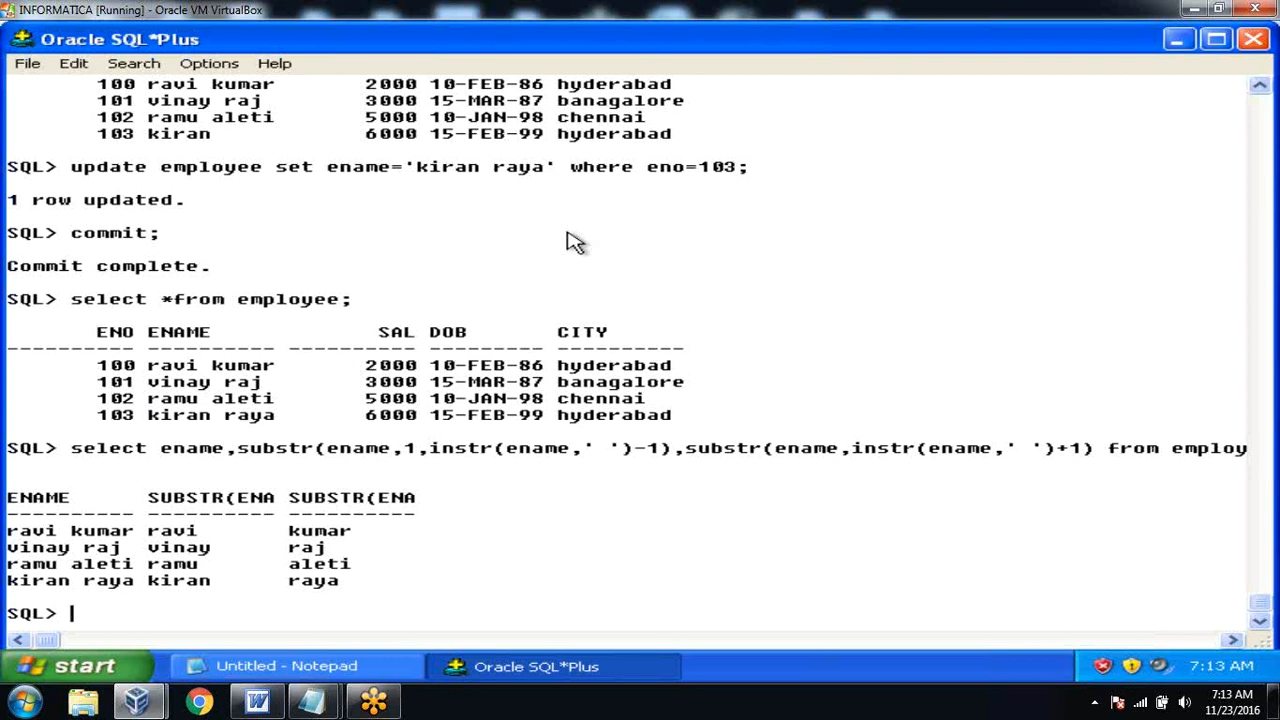 INFORMATICA [Running] - Oracle VM VirtualBox
Oracle SQL*Plus
File Edit Search Options Help
100 ravi kumar 2000 10-FEB-86 hyderabad
101 vinay raj 3000 15-MAR-87 banagalore
102 ramu aleti 5000 10-JAN-98 chennai
103 kiran 6000 15-FEB-99 hyderabad
SQL> update employee set ename='kiran raya' where eno=103;
1 row updated.
SQL> commit;
Commit complete.
SQL> select *from employee;
ENO ENAME SAL DOB CITY
---------- ---------- ---------- --------- ----------
100 ravi kumar 2000 10-FEB-86 hyderabad
101 vinay raj 3000 15-MAR-87 banagalore
102 ramu aleti 5000 10-JAN-98 chennai
103 kiran raya 6000 15-FEB-99 hyderabad
SQL> select ename,substr(ename,1,instr(ename,' ')-1),substr(ename,instr(ename,' ')+1) from employ
ENAME SUBSTR(ENA SUBSTR(ENA
---------- ---------- ----------
ravi kumar ravi kumar
vinay raj vinay raj
ramu aleti ramu aleti
kiran raya kiran raya
SQL>
start Untitled - Notepad Oracle SQL*Plus 7:13 AM
7:13 AM
11/23/2016